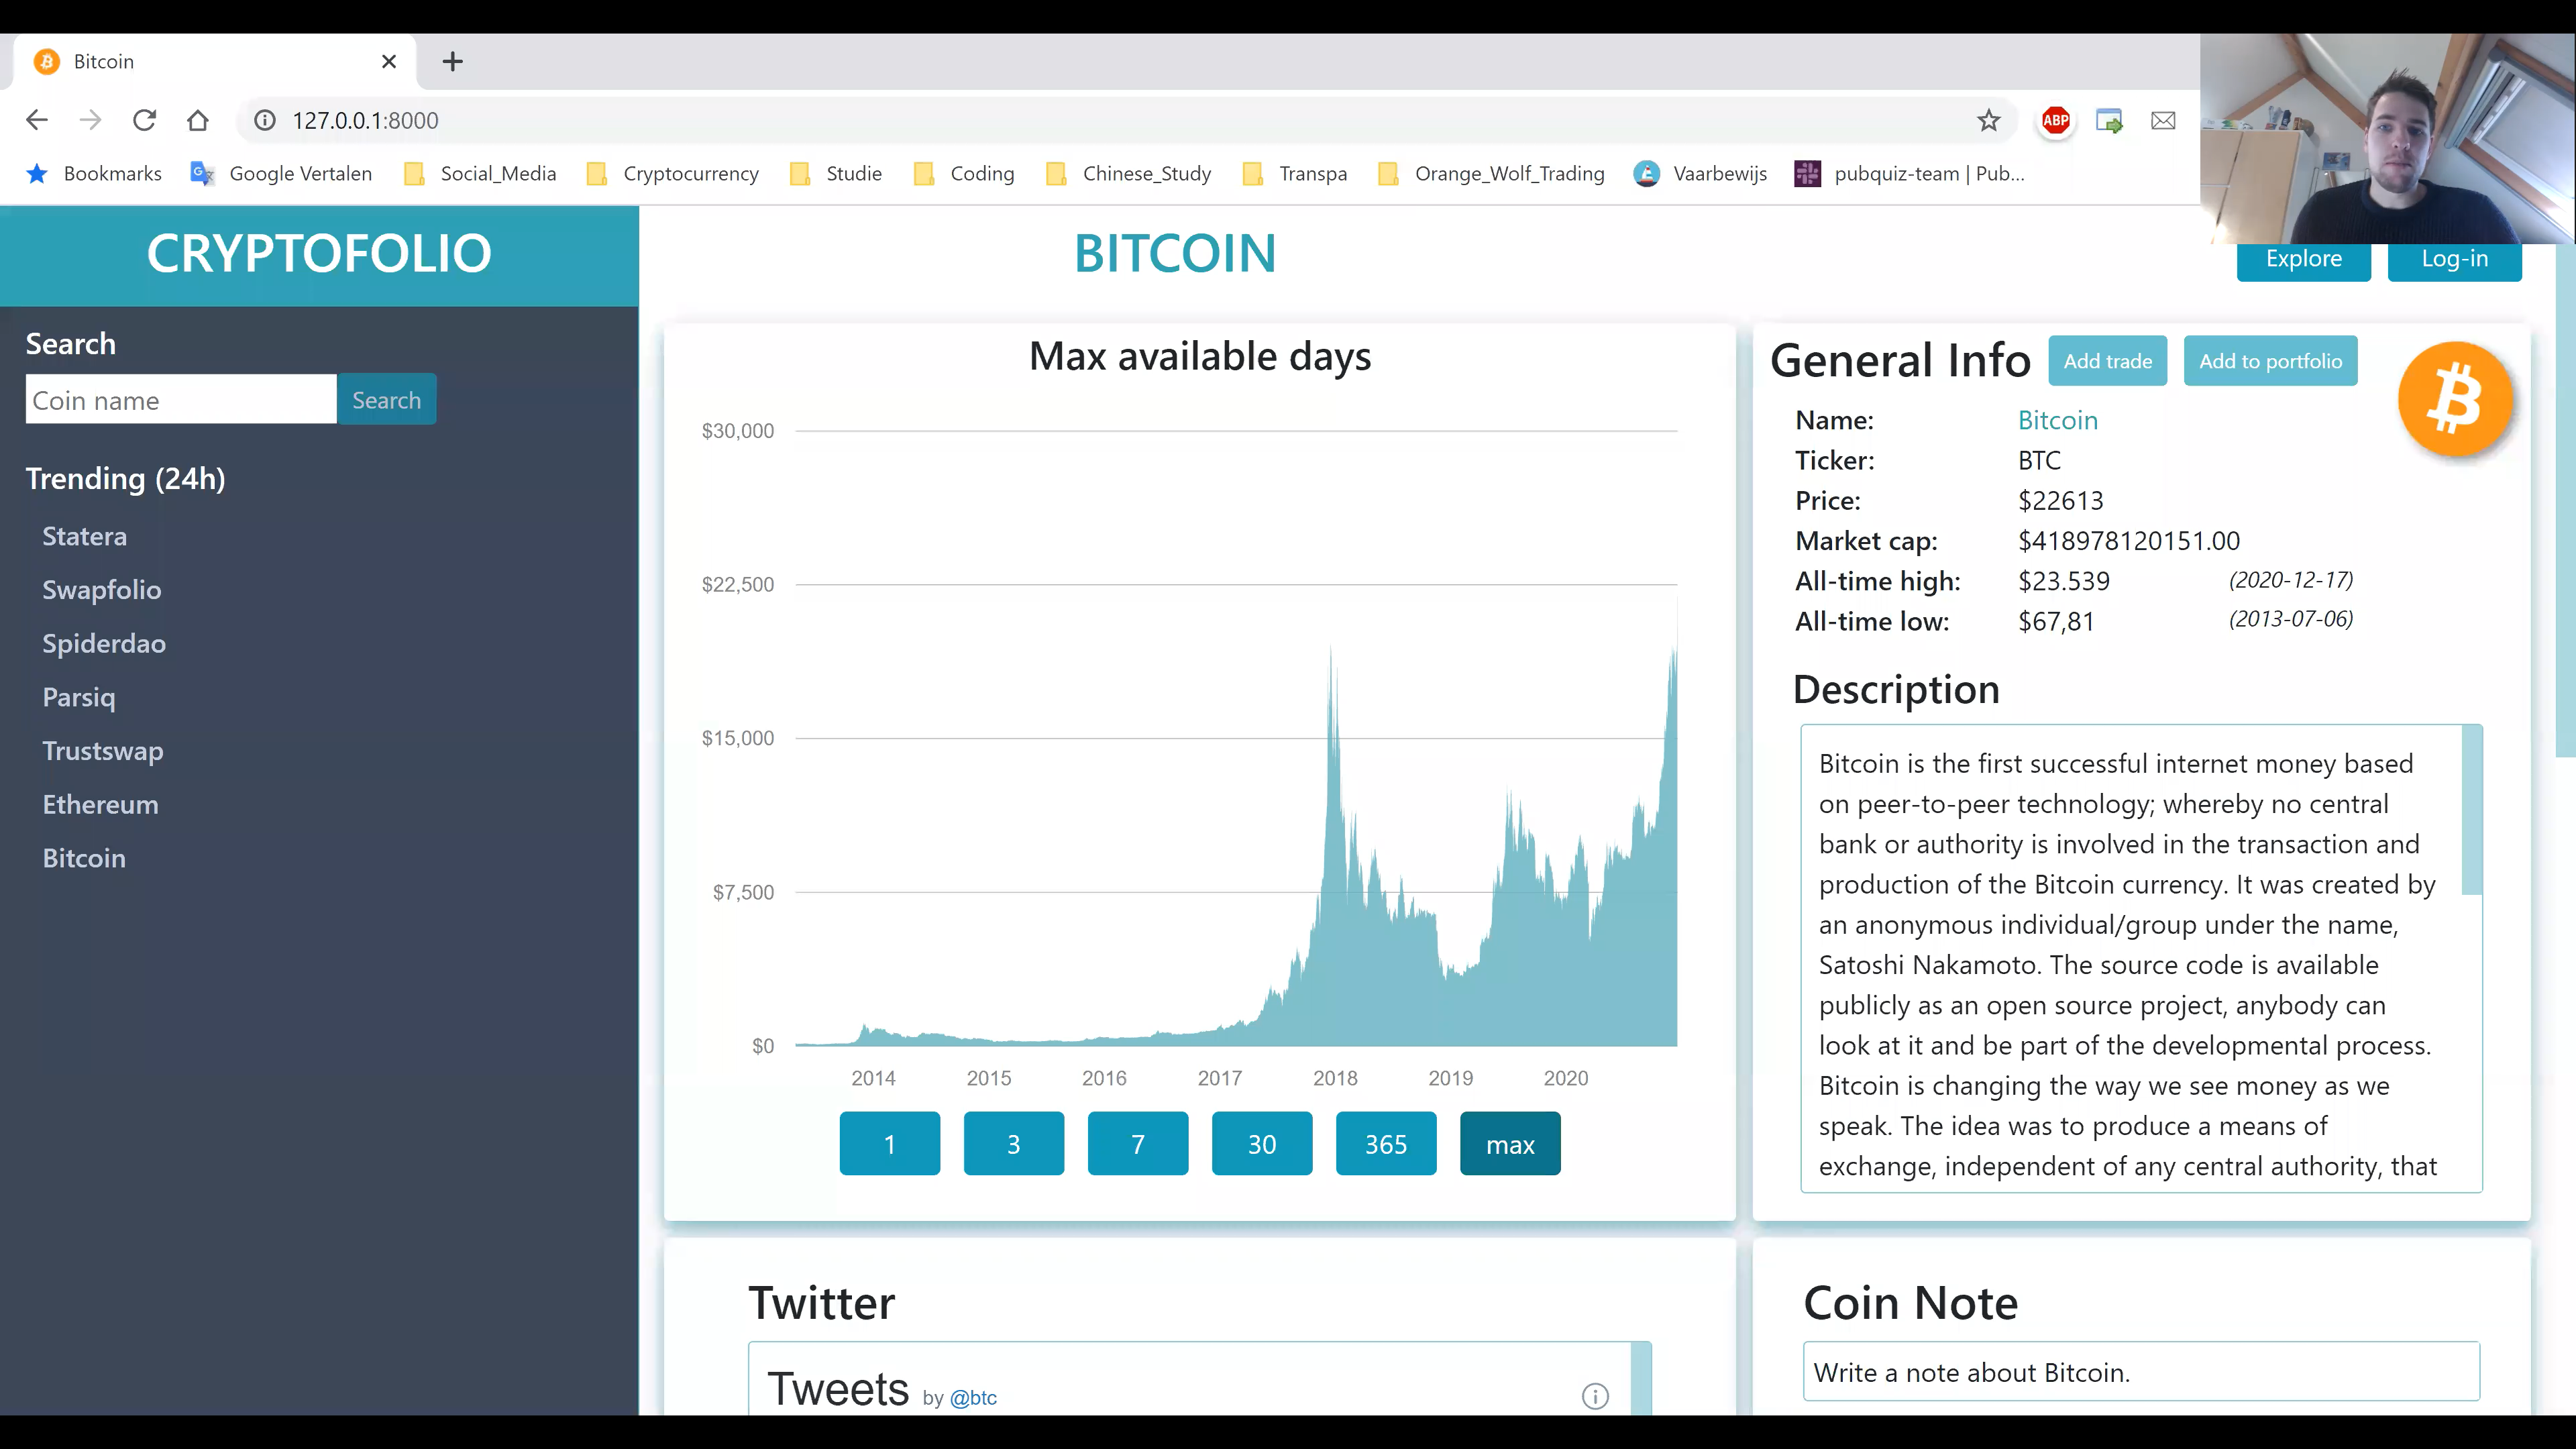 Bitcoin
127.0.0.1:8000
ABP
Bookmarks Google Vertalen Social_Media Cryptocurrency Studie Coding Chinese_Study Transpa Orange_Wolf_Trading Vaarbewijs pubquiz-team | Pub...
CRYPTOFOLIO
BITCOIN
Explore Log-in
Search
Coin name Search
Trending (24h)
Statera
Swapfolio
Spiderdao
Parsiq
Trustswap
Ethereum
Bitcoin
Max available days
$30,000
$22,500
$15,000
$7,500
$0
2014 2015 2016 2017 2018 2019 2020
1 3 7 30 365 max
General Info Add trade Add to portfolio
Name: Bitcoin
Ticker: BTC
Price: $22613
Market cap: $418978120151.00
All-time high: $23.539 (2020-12-17)
All-time low: $67,81 (2013-07-06)
Description
Bitcoin is the first successful internet money based
on peer-to-peer technology; whereby no central
bank or authority is involved in the transaction and
production of the Bitcoin currency. It was created by
an anonymous individual/group under the name,
Satoshi Nakamoto. The source code is available
publicly as an open source project, anybody can
look at it and be part of the developmental process.
Bitcoin is changing the way we see money as we
speak. The idea was to produce a means of
exchange, independent of any central authority, that
Twitter
Tweets by @btc
Coin Note
Write a note about Bitcoin.